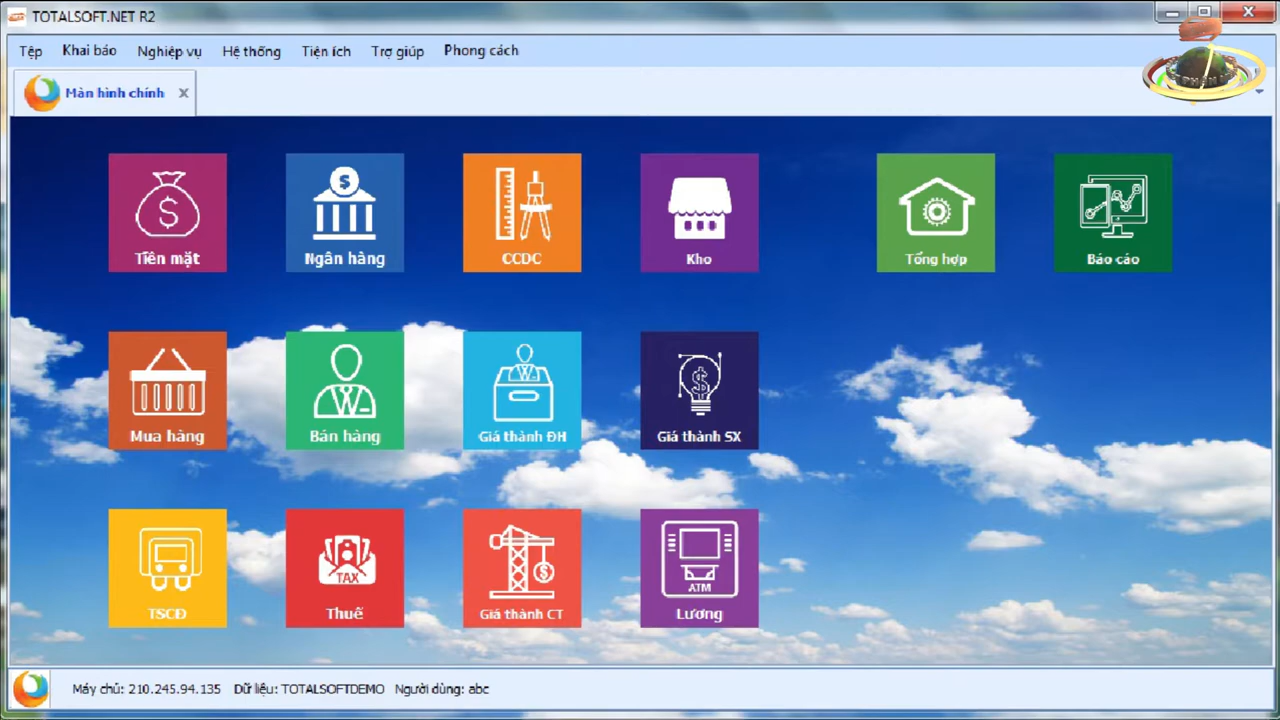 TOTALSOFT.NET R2
Tệp Khai báo Nghiệp vụ Hệ thống Tiện ích Trợ giúp Phong cách
Màn hình chính
Tiền mặt Ngân hàng CCDC Kho Tổng hợp Báo cáo
Mua hàng Bán hàng Giá thành ĐH Giá thành SX
TAX ATM
TSCĐ Thuế Giá thành CT Lương
Máy chủ: 210.245.94.135 Dữ liệu: TOTALSOFTDEMO Người dùng: abc